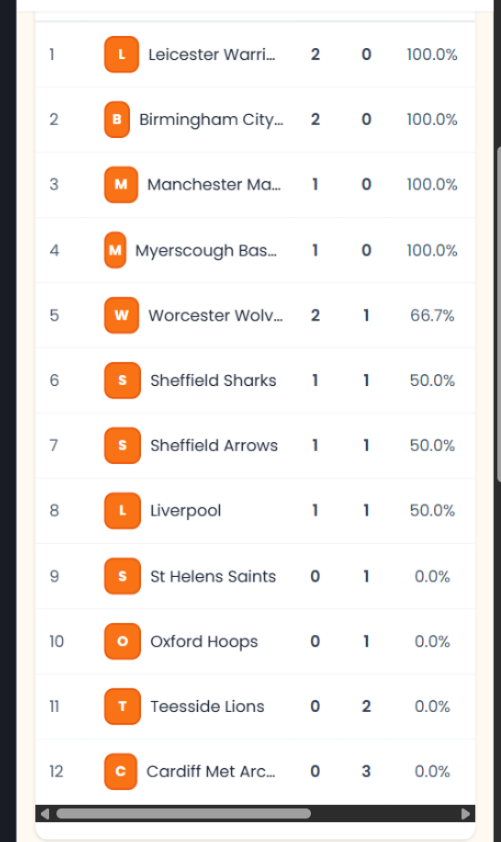 1 L Leicester Warri... 2 0 100.0%
2 B Birmingham City... 2 0 100.0%
3 M Manchester Ma... 1 0 100.0%
4 M Myerscough Bas... 1 0 100.0%
5 W Worcester Wolv... 2 1 66.7%
6 S Sheffield Sharks 1 1 50.0%
7 S Sheffield Arrows 1 1 50.0%
8 L Liverpool 1 1 50.0%
9 S St Helens Saints 0 1 0.0%
10 O Oxford Hoops 0 1 0.0%
11 T Teesside Lions 0 2 0.0%
12 C Cardiff Met Arc... 0 3 0.0%